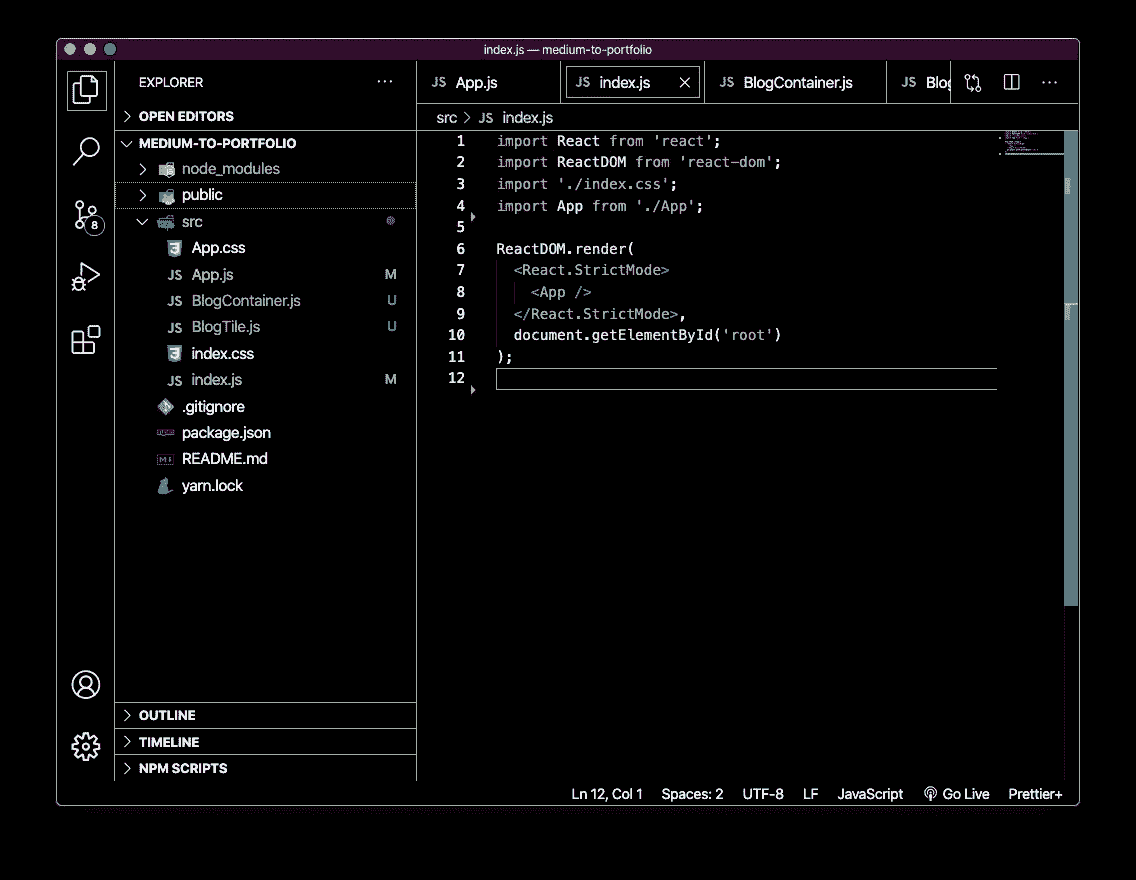 index.js — medium-to-portfolio
EXPLORER
OPEN EDITORS
MEDIUM-TO-PORTFOLIO
node_modules
public
src
App.css
JS App.js M
JS BlogContainer.js U
JS BlogTile.js U
index.css
JS index.js M
.gitignore
package.json
README.md
yarn.lock
OUTLINE
TIMELINE
NPM SCRIPTS
8
JS App.js JS index.js JS BlogContainer.js JS Blog
src > JS index.js
1 import React from 'react';
2 import ReactDOM from 'react-dom';
3 import './index.css';
4 import App from './App';
5
6 ReactDOM.render(
7 <React.StrictMode>
8 <App />
9 </React.StrictMode>,
10 document.getElementById('root')
11 );
12
Ln 12, Col 1 Spaces: 2 UTF-8 LF JavaScript Go Live Prettier+